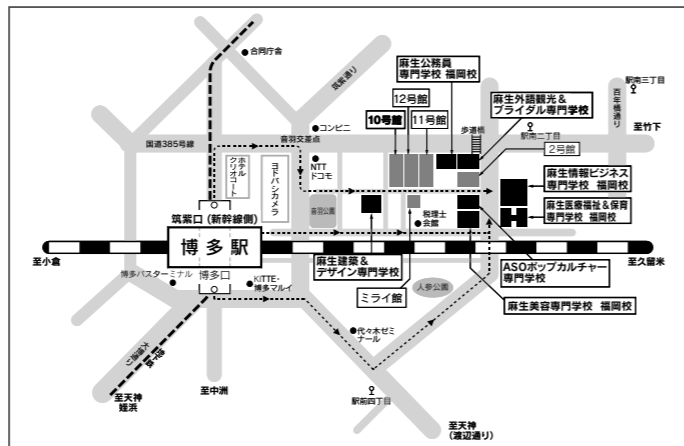 合同庁舎
筑紫通り
麻生公務員
専門学校 福岡校
12号館
10号館
11号館
麻生外語観光&
ブライダル専門学校
歩道橋
駅南二丁目
駅南三丁目
百年橋通り
至竹下
国道385号線
コンビニ
音羽交差点
NTT
ドコモ
2号館
ホテル
クリオコート
ヨドバシカメラ
音羽公園
税理士
会館
麻生情報ビジネス
専門学校 福岡校
麻生医療福祉&保育
専門学校 福岡校
筑紫口 (新幹線側)
博多駅
至小倉
至久留米
博多バスターミナル
博多口
KITTE・
博多マルイ
麻生建築&
デザイン専門学校
ミライ館
人参公園
ASOポップカルチャー
専門学校
麻生美容専門学校 福岡校
代々木ゼミ
ナール
地下鉄
大博通り
至天神
姪浜
至中洲
駅前四丁目
至天神
(渡辺通り)